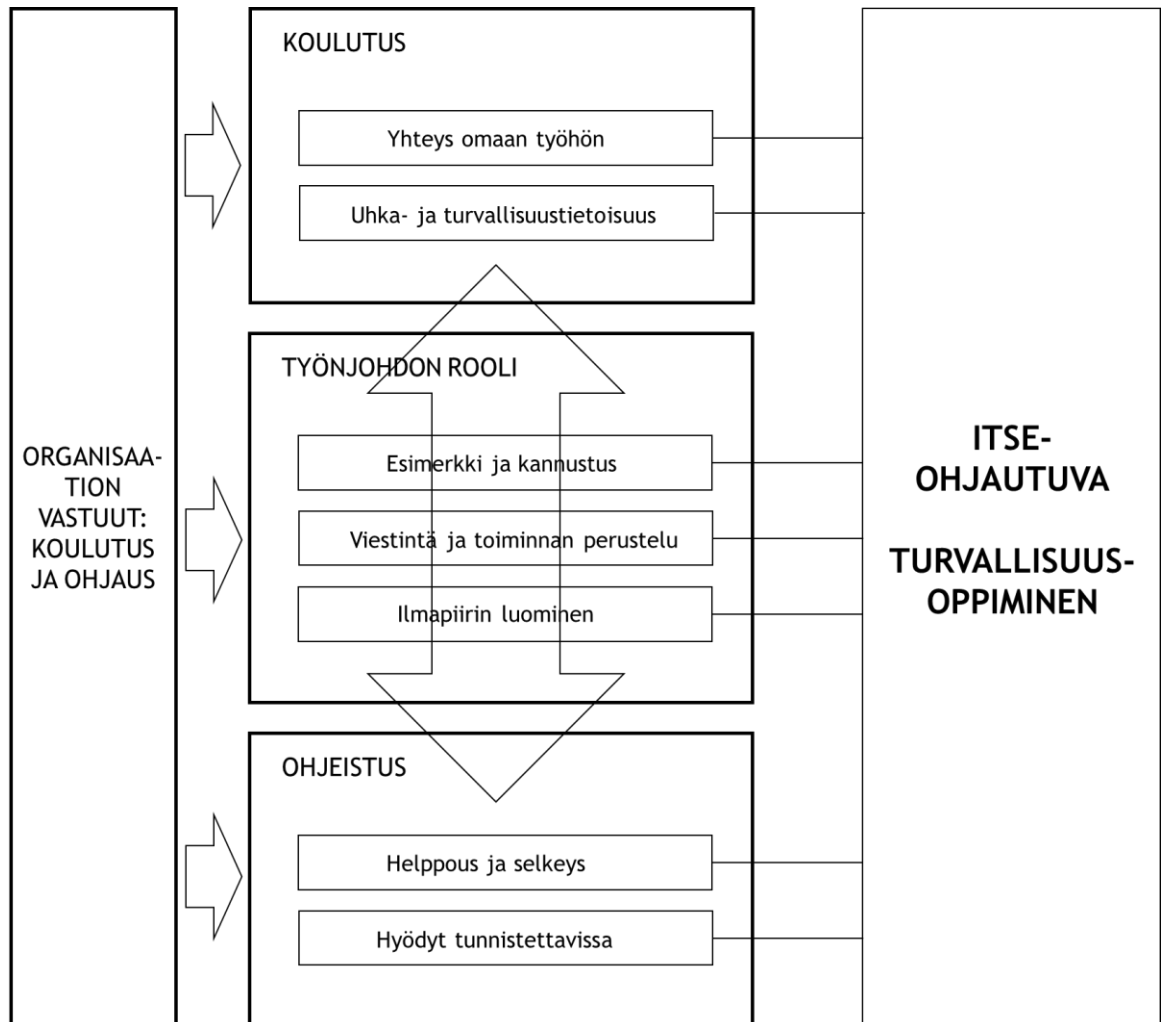 ORGANISAA-
TION
VASTUUT:
KOULUTUS
JA OHJAUS
KOULUTUS
Yhteys omaan työhön
Uhka- ja turvallisuustietoisuus
TYÖNJOHDON ROOLI
Esimerkki ja kannustus
Viestintä ja toiminnan perustelu
Ilmapiirin luominen
OHJEISTUS
Helppous ja selkeys
Hyödyt tunnistettavissa
ITSE-
OHJAUTUVA
TURVALLISUUS-
OPPIMINEN